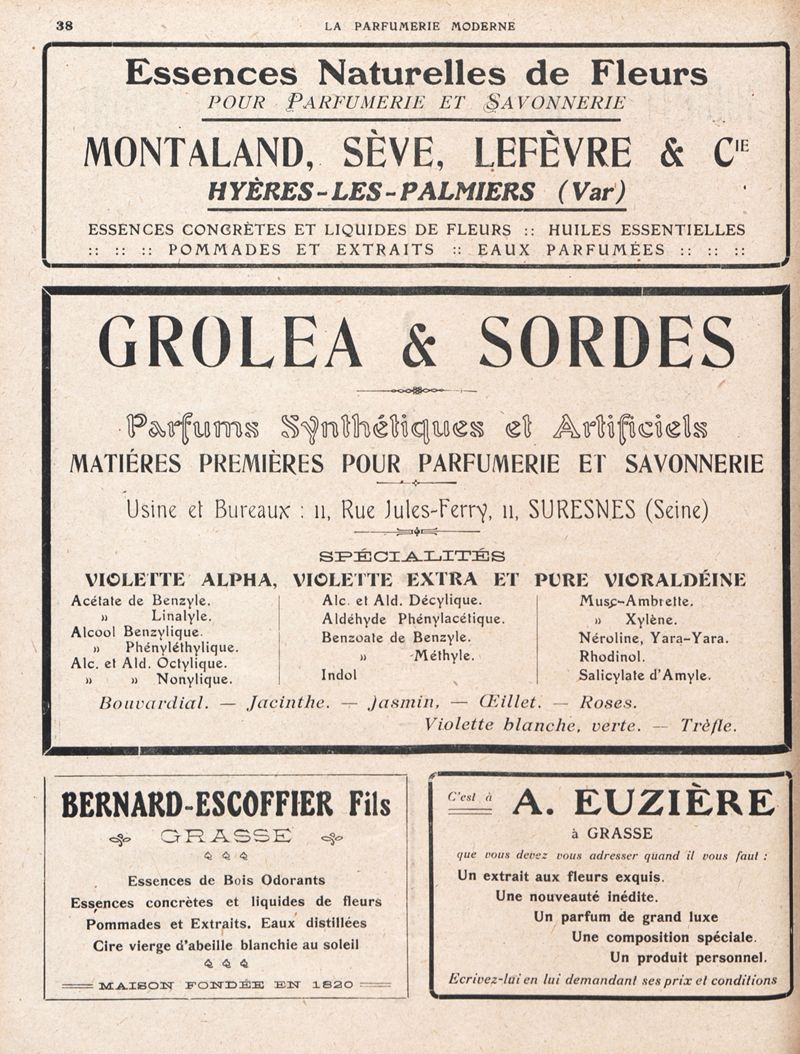 38
LA PARFUMERIE MODERNE
Essences Naturelles de Fleurs
POUR PARFUMERIE ET SAVONNERIE
MONTALAND, SÈVE, LEFÈVRE & CIE
HYÈRES-LES-PALMIERS (Var)
ESSENCES CONCRÈTES ET LIQUIDES DE FLEURS :: HUILES ESSENTIELLES
:: :: :: POMMADES ET EXTRAITS :: EAUX PARFUMÉES :: :: ::
GROLEA & SORDES
Parfums Synthétiques et Artificiels
MATIÉRES PREMIÈRES POUR PARFUMERIE ET SAVONNERIE
Usine et Bureaux : 11, Rue Jules-Ferry, 11, SURESNES (Seine)
SPÉCIALITÉS
VIOLETTE ALPHA, VIOLETTE EXTRA ET PURE VIORALDÉINE
Acétate de Benzyle.
» Linalyle.
Alcool Benzylique.
» Phényléthylique.
Alc. et Ald. Octylique.
» » Nonylique.
Alc. et Ald. Décylique.
Aldéhyde Phénylacétique.
Benzoate de Benzyle.
» -Méthyle.
Indol
Musc-Ambrette.
» Xylène.
Néroline, Yara-Yara.
Rhodinol.
Salicylate d'Amyle.
Bouvardial. — Jacinthe. — Jasmin, — Œillet. — Roses.
Violette blanche, verte. — Trèfle.
BERNARD-ESCOFFIER Fils
GRASSE
Essences de Bois Odorants
Essences concrètes et liquides de fleurs
Pommades et Extraits. Eaux distillées
Cire vierge d'abeille blanchie au soleil
MAISON FONDÉE EN 1820
C'est à A. EUZIÈRE
à GRASSE
que vous devez vous adresser quand il vous faut :
Un extrait aux fleurs exquis.
Une nouveauté inédite.
Un parfum de grand luxe
Une composition spéciale.
Un produit personnel.
Ecrivez-lui en lui demandant ses prix et conditions